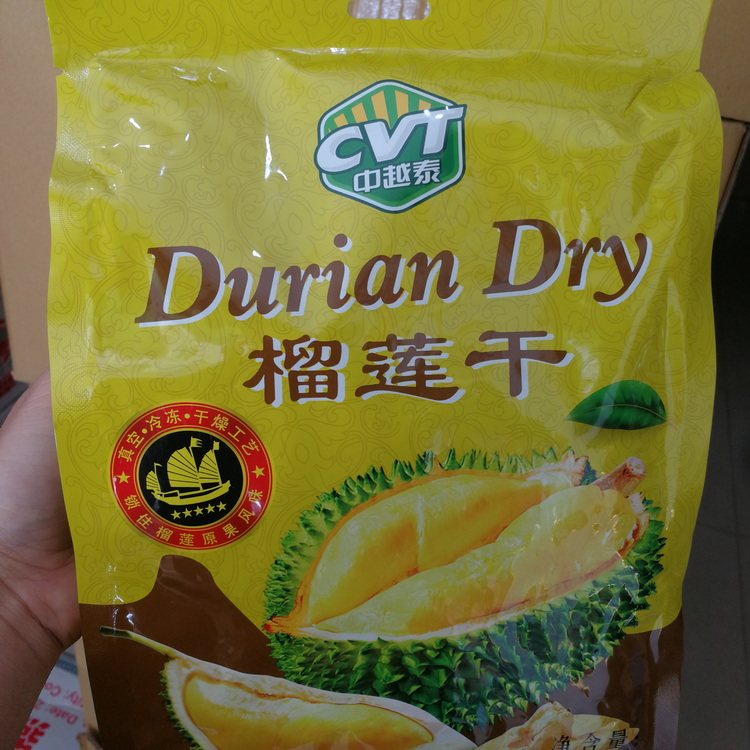 CVT
中越泰
Durian Dry
榴莲干
真空·冷冻·干燥工艺
锁住榴莲原果风味
净含量